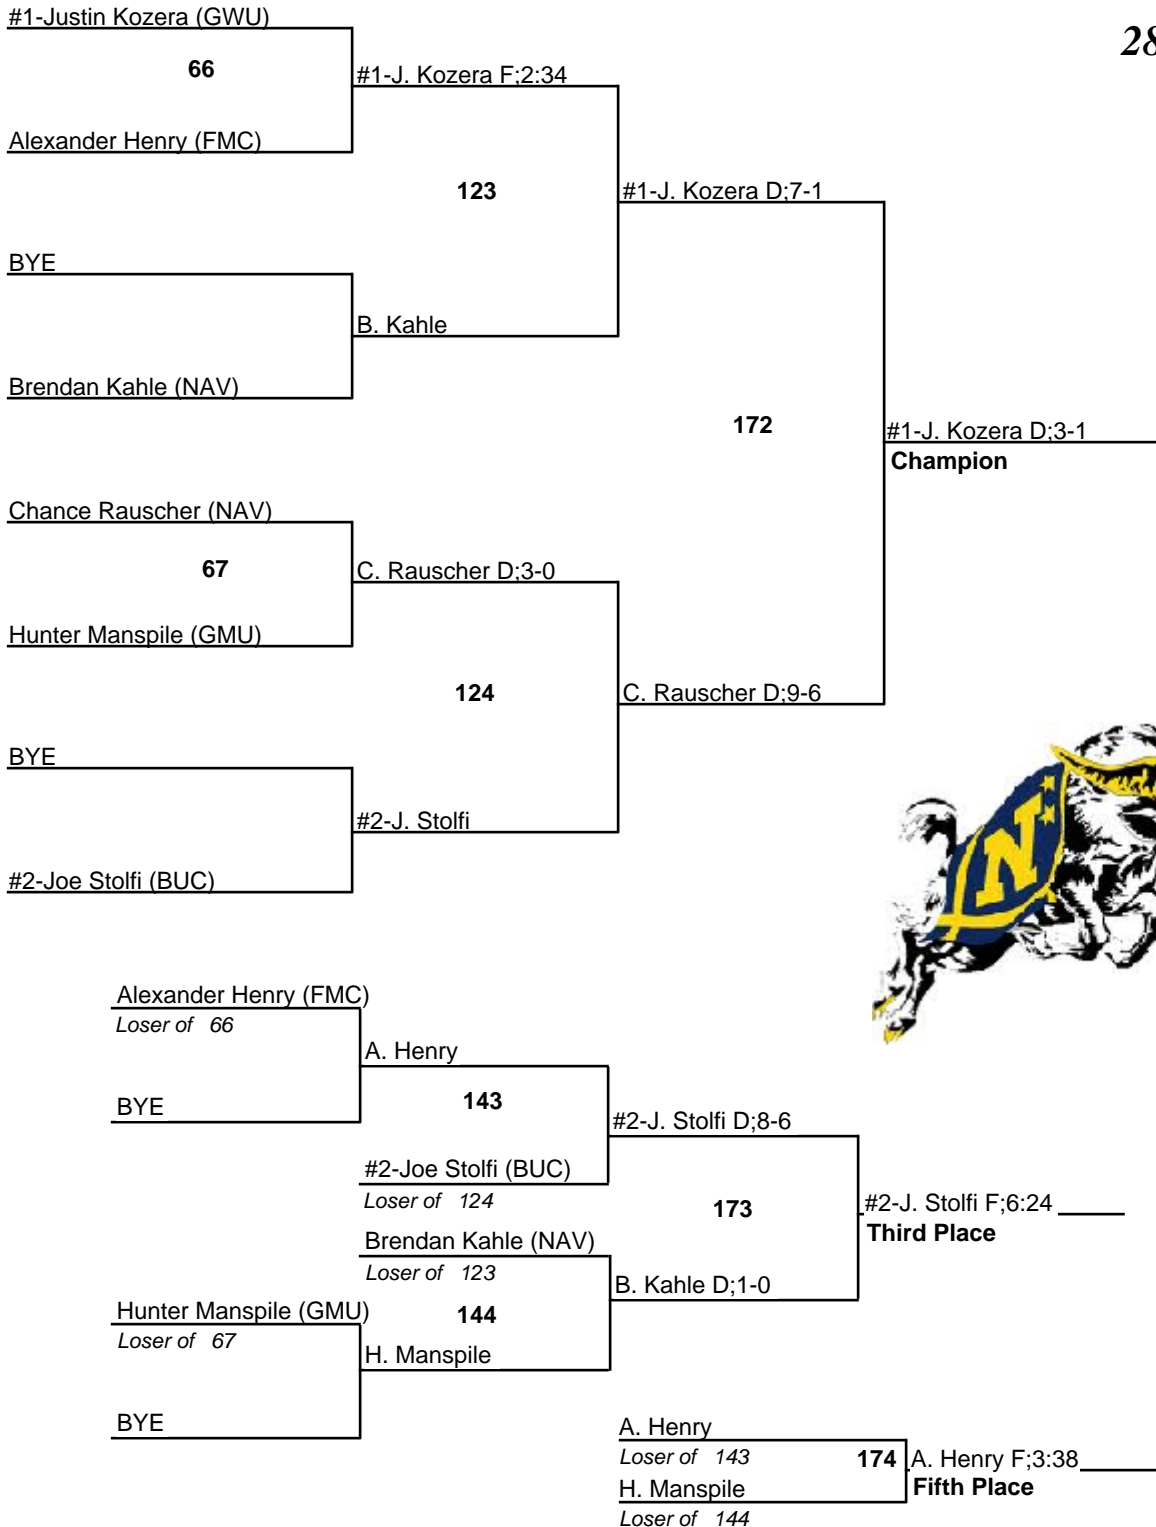 #1-Justin Kozera (GWU)
28
66
#1-J. Kozera F;2:34
Alexander Henry (FMC)
123
#1-J. Kozera D;7-1
BYE
B. Kahle
Brendan Kahle (NAV)
172
#1-J. Kozera D;3-1
Champion
Chance Rauscher (NAV)
67
C. Rauscher D;3-0
Hunter Manspile (GMU)
124
C. Rauscher D;9-6
BYE
#2-J. Stolfi
#2-Joe Stolfi (BUC)
N
Alexander Henry (FMC)
Loser of 66
A. Henry
BYE
143
#2-J. Stolfi D;8-6
#2-Joe Stolfi (BUC)
Loser of 124
173
#2-J. Stolfi F;6:24
Third Place
Brendan Kahle (NAV)
Loser of 123
B. Kahle D;1-0
Hunter Manspile (GMU)
144
Loser of 67
H. Manspile
BYE
A. Henry
Loser of 143
174
A. Henry F;3:38
Fifth Place
H. Manspile
Loser of 144